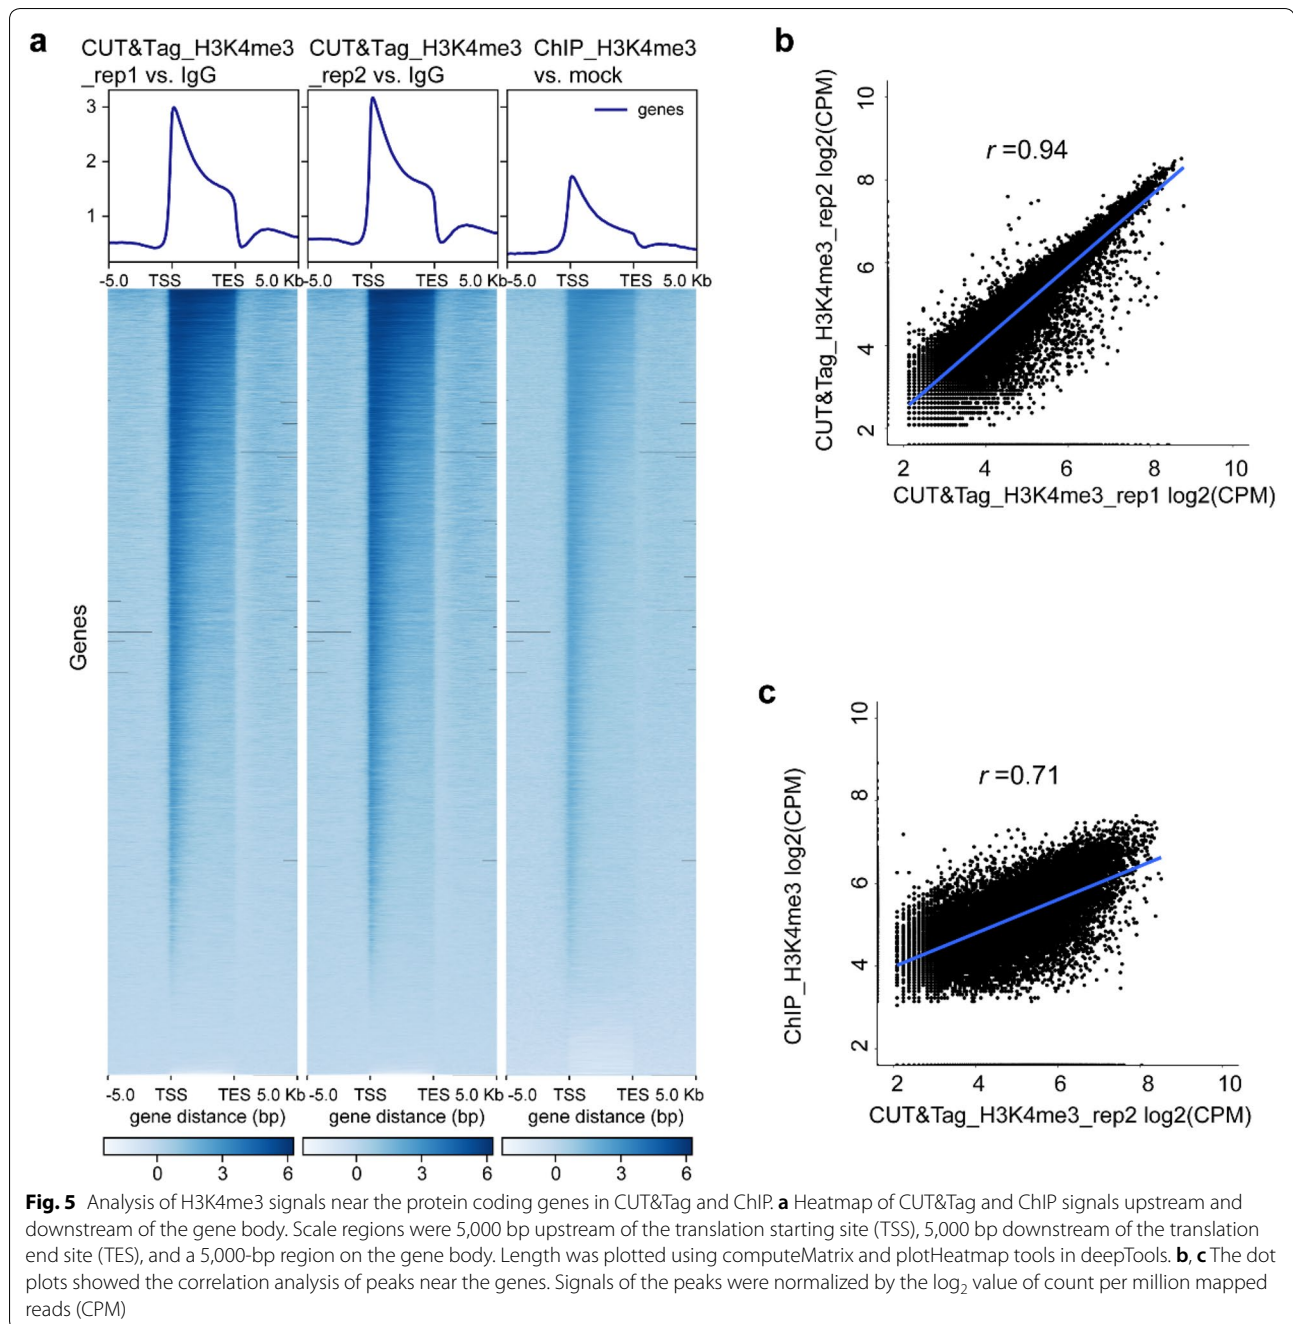 a
CUT&Tag_H3K4me3
_rep1 vs. IgG
CUT&Tag_H3K4me3
_rep2 vs. IgG
ChIP_H3K4me3
vs. mock
genes
3
2
1
-5.0 TSS TES 5.0 Kb
-5.0 TSS TES 5.0 Kb
-5.0 TSS TES 5.0 Kb
Genes
-5.0 TSS TES 5.0 Kb
-5.0 TSS TES 5.0 Kb
-5.0 TSS TES 5.0 Kb
gene distance (bp)
gene distance (bp)
gene distance (bp)
0 3 6
0 3 6
0 3 6
b
CUT&Tag_H3K4me3_rep2 log2(CPM)
10
8
6
4
2
r =0.94
2 4 6 8 10
CUT&Tag_H3K4me3_rep1 log2(CPM)
c
ChIP_H3K4me3 log2(CPM)
10
8
6
4
2
r =0.71
2 4 6 8 10
CUT&Tag_H3K4me3_rep2 log2(CPM)
Fig. 5 Analysis of H3K4me3 signals near the protein coding genes in CUT&Tag and ChIP. a Heatmap of CUT&Tag and ChIP signals upstream and
downstream of the gene body. Scale regions were 5,000 bp upstream of the translation starting site (TSS), 5,000 bp downstream of the translation
end site (TES), and a 5,000-bp region on the gene body. Length was plotted using computeMatrix and plotHeatmap tools in deepTools. b, c The dot
plots showed the correlation analysis of peaks near the genes. Signals of the peaks were normalized by the log2 value of count per million mapped
reads (CPM)